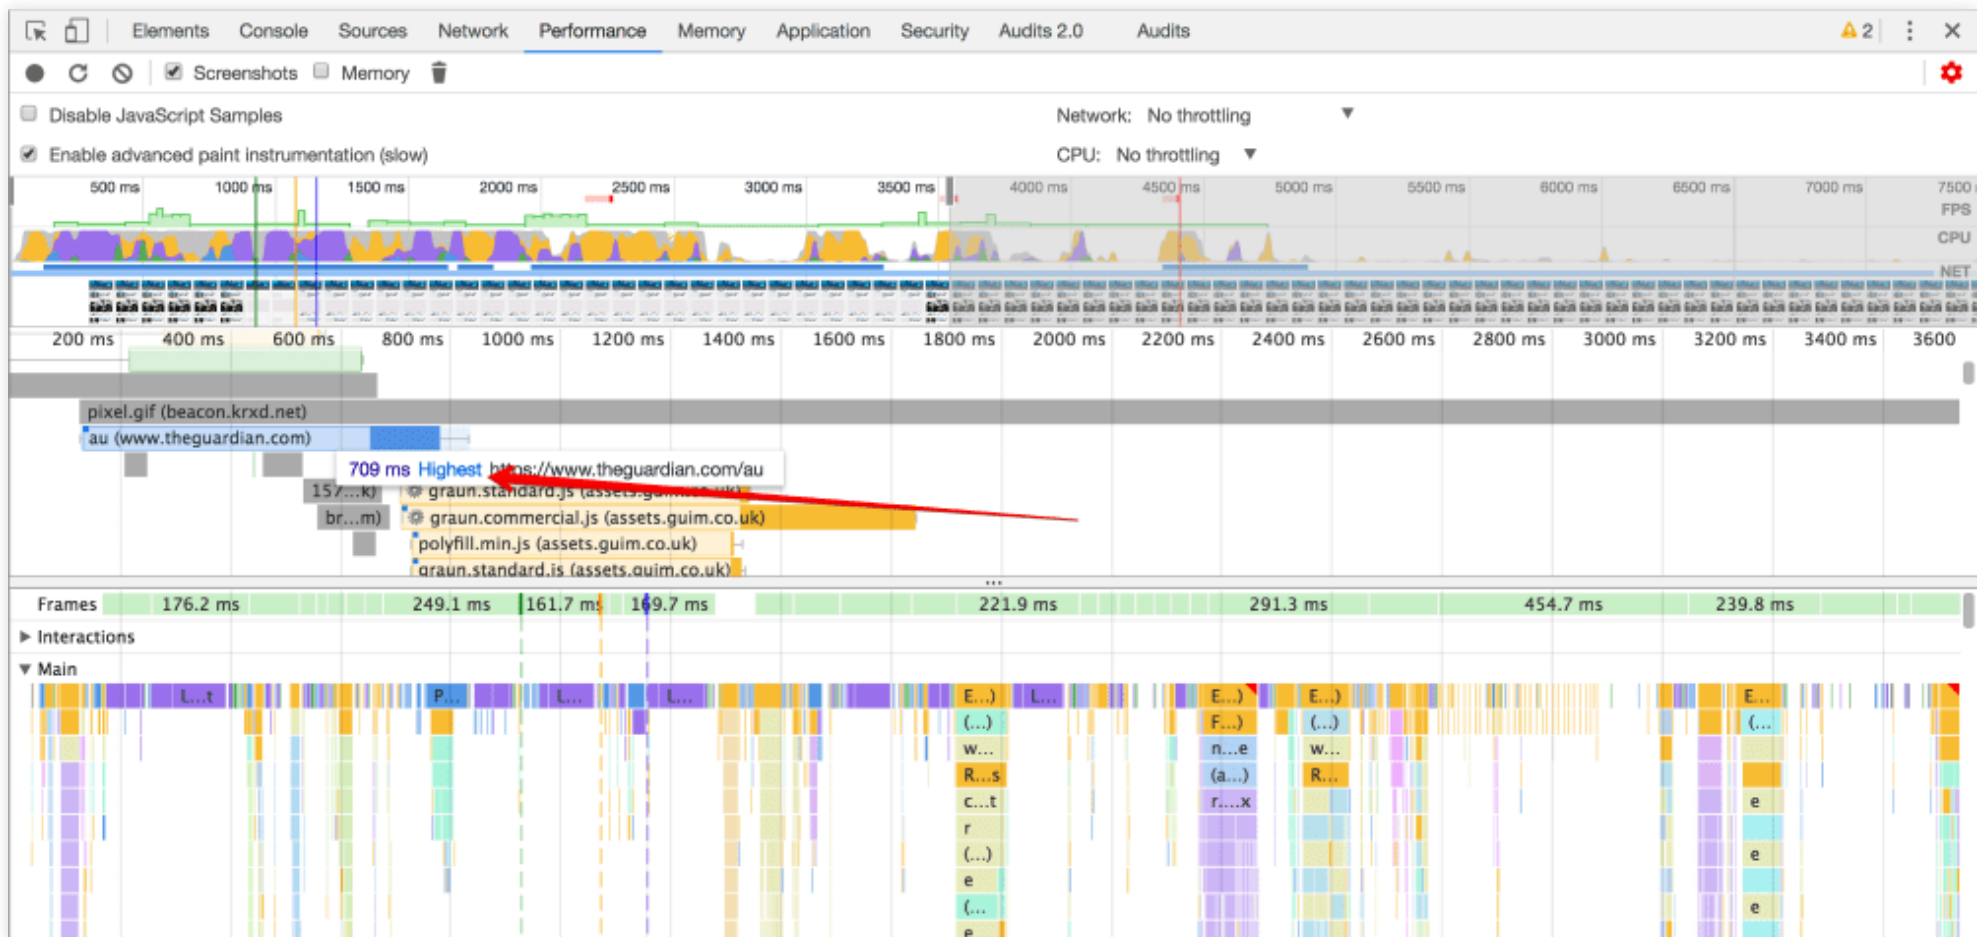 Elements Console Sources Network Performance Memory Application Security Audits 2.0 Audits 2
Screenshots Memory
Disable JavaScript Samples Network: No throttling
Enable advanced paint instrumentation (slow) CPU: No throttling
500 ms 1000 ms 1500 ms 2000 ms 2500 ms 3000 ms 3500 ms 4000 ms 4500 ms 5000 ms 5500 ms 6000 ms 6500 ms 7000 ms 7500
FPS
CPU
NET
200 ms 400 ms 600 ms 800 ms 1000 ms 1200 ms 1400 ms 1600 ms 1800 ms 2000 ms 2200 ms 2400 ms 2600 ms 2800 ms 3000 ms 3200 ms 3400 ms 3600
pixel.gif (beacon.krxd.net)
au (www.theguardian.com)
709 ms Highest https://www.theguardian.com/au
157...k) graun.standard.js (assets.guim.co.uk)
br...m) graun.commercial.js (assets.guim.co.uk)
polyfill.min.js (assets.guim.co.uk)
graun.standard.js (assets.guim.co.uk)
Frames 176.2 ms 249.1 ms 161.7 ms 169.7 ms 221.9 ms 291.3 ms 454.7 ms 239.8 ms
Interactions
Main
L...t P... L... L... E...) L... E...) E...) E...
(...) F...) (...) (...
w... n...e w...
R...s (a...) R...
c...t r....x e
r
(...) e
e
(... e
e